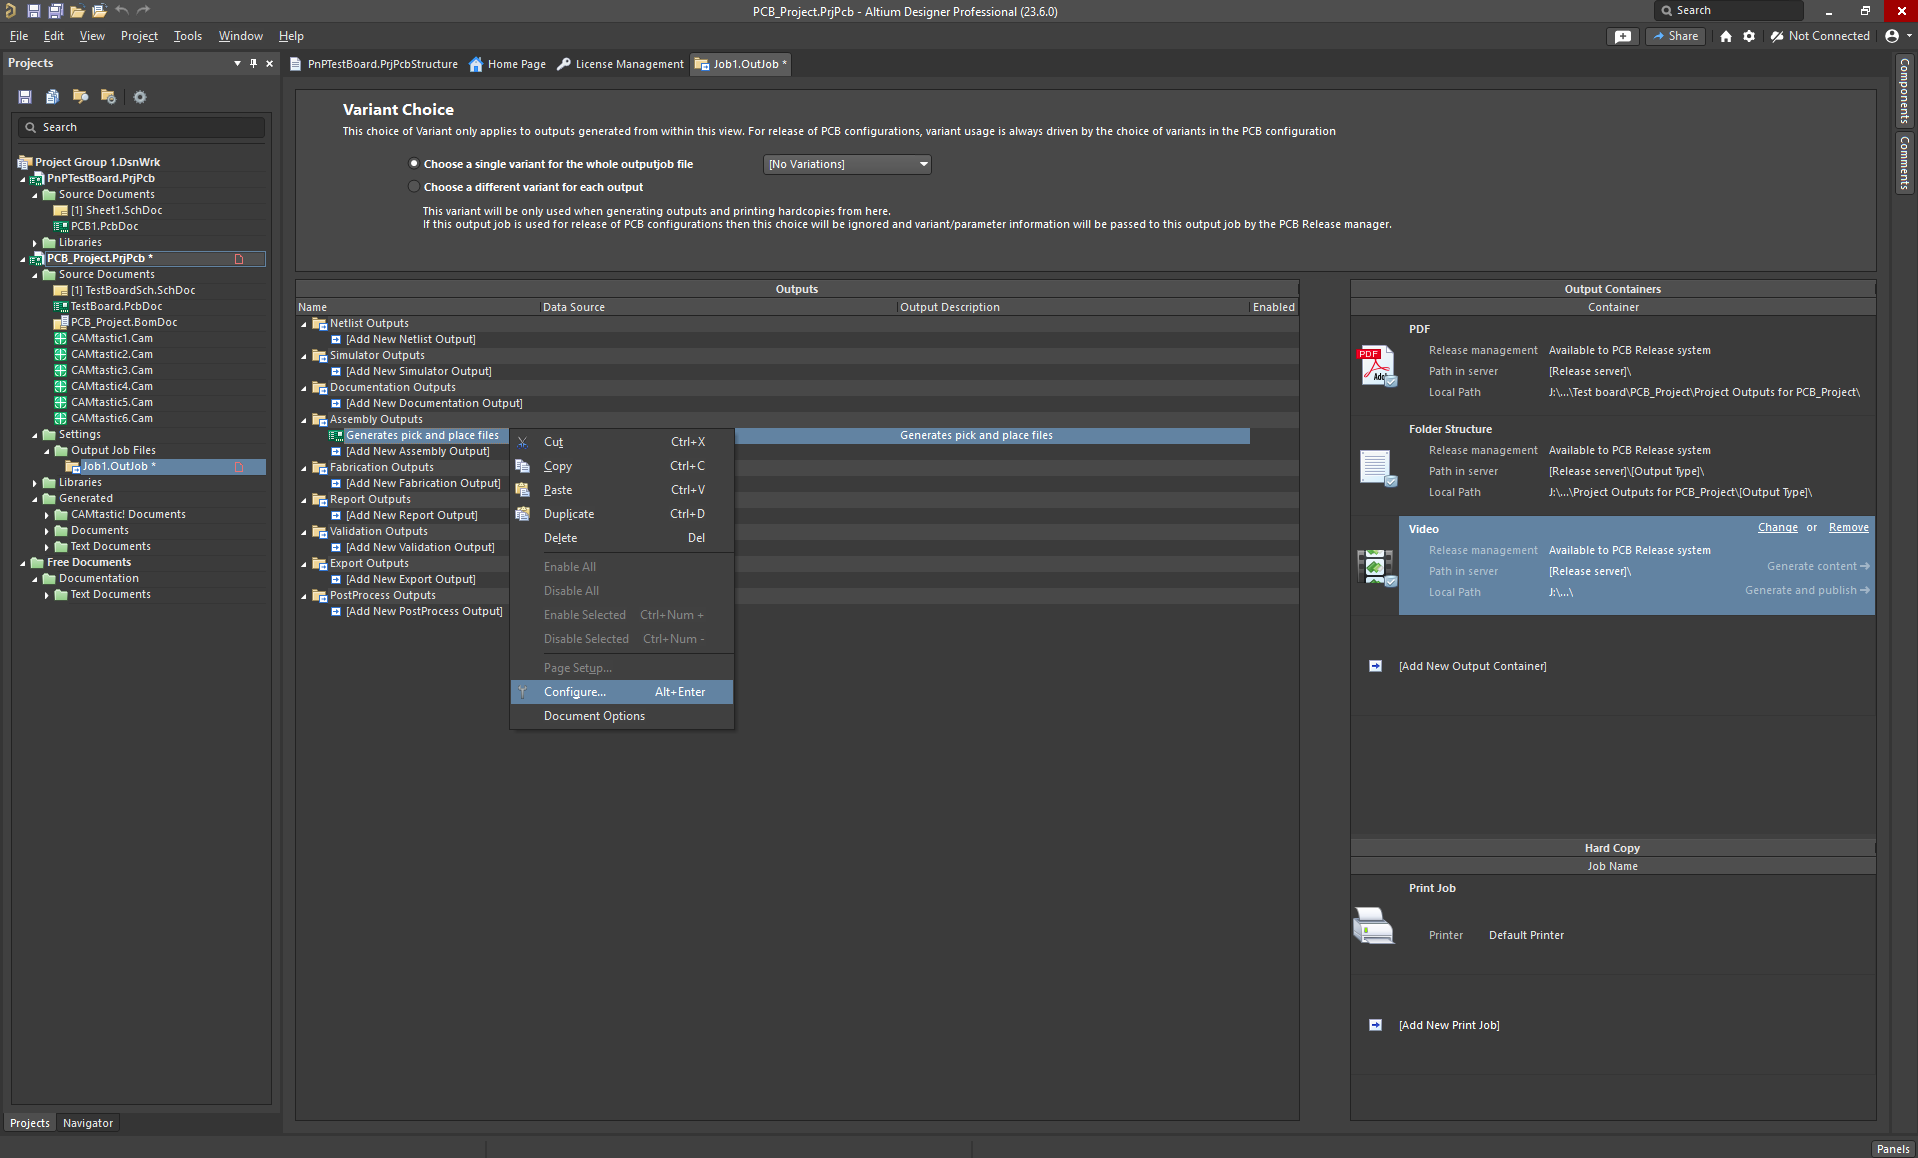 PCB_Project.PrjPcb - Altium Designer Professional (23.6.0)
Search
File Edit View Project Tools Window Help
Share
Not Connected
Projects
PnPTestBoard.PrjPcbStructure
Home Page
License Management
Job1.OutJob *
Components
Comments
Search
Project Group 1.DsnWrk
PnPTestBoard.PrjPcb
Source Documents
[1] Sheet1.SchDoc
PCB1.PcbDoc
Libraries
PCB_Project.PrjPcb *
Source Documents
[1] TestBoardSch.SchDoc
TestBoard.PcbDoc
PCB_Project.BomDoc
CAMtastic1.Cam
CAMtastic2.Cam
CAMtastic3.Cam
CAMtastic4.Cam
CAMtastic5.Cam
CAMtastic6.Cam
Settings
Output Job Files
Job1.OutJob *
Libraries
Generated
CAMtastic! Documents
Documents
Text Documents
Free Documents
Documentation
Text Documents
Projects
Navigator
Variant Choice
This choice of Variant only applies to outputs generated from within this view. For release of PCB configurations, variant usage is always driven by the choice of variants in the PCB configuration
Choose a single variant for the whole outputjob file
[No Variations]
Choose a different variant for each output
This variant will be only used when generating outputs and printing hardcopies from here.
If this output job is used for release of PCB configurations then this choice will be ignored and variant/parameter information will be passed to this output job by the PCB Release manager.
Outputs
Name Data Source Output Description Enabled
Netlist Outputs
[Add New Netlist Output]
Simulator Outputs
[Add New Simulator Output]
Documentation Outputs
[Add New Documentation Output]
Assembly Outputs
Generates pick and place files Generates pick and place files
[Add New Assembly Output]
Fabrication Outputs
[Add New Fabrication Output]
Report Outputs
[Add New Report Output]
Validation Outputs
[Add New Validation Output]
Export Outputs
[Add New Export Output]
PostProcess Outputs
[Add New PostProcess Output]
Cut Ctrl+X
Copy Ctrl+C
Paste Ctrl+V
Duplicate Ctrl+D
Delete Del
Enable All
Disable All
Enable Selected Ctrl+Num +
Disable Selected Ctrl+Num -
Page Setup...
Configure... Alt+Enter
Document Options
Output Containers
Container
PDF
PDF
Adob
Release management Available to PCB Release system
Path in server [Release server]\
Local Path J:\...\Test board\PCB_Project\Project Outputs for PCB_Project\
Folder Structure
Release management Available to PCB Release system
Path in server [Release server]\[Output Type]\
Local Path J:\...\Project Outputs for PCB_Project\[Output Type]\
Video Change or Remove
Release management Available to PCB Release system
Path in server [Release server]\
Generate content
Local Path J:\...\
Generate and publish
[Add New Output Container]
Hard Copy
Job Name
Print Job
Printer Default Printer
[Add New Print Job]
Panels